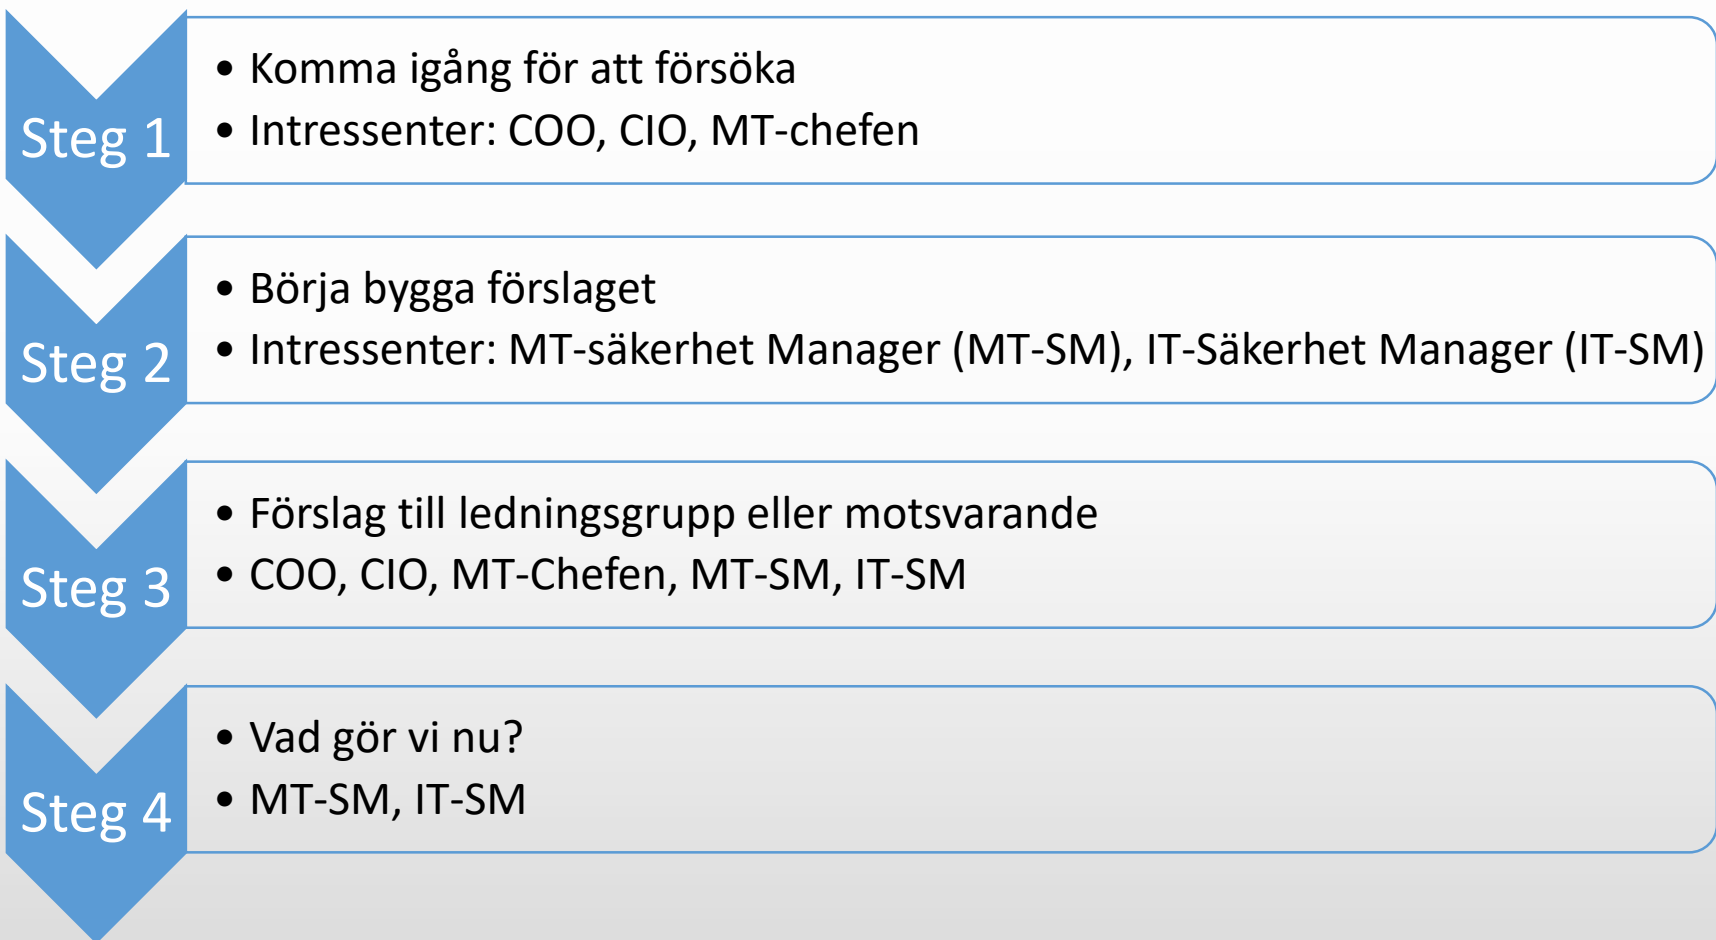 Steg 1
• Komma igång för att försöka
• Intressenter: COO, CIO, MT-chefen
Steg 2
• Börja bygga förslaget
• Intressenter: MT-säkerhet Manager (MT-SM), IT-Säkerhet Manager (IT-SM)
Steg 3
• Förslag till ledningsgrupp eller motsvarande
• COO, CIO, MT-Chefen, MT-SM, IT-SM
Steg 4
• Vad gör vi nu?
• MT-SM, IT-SM